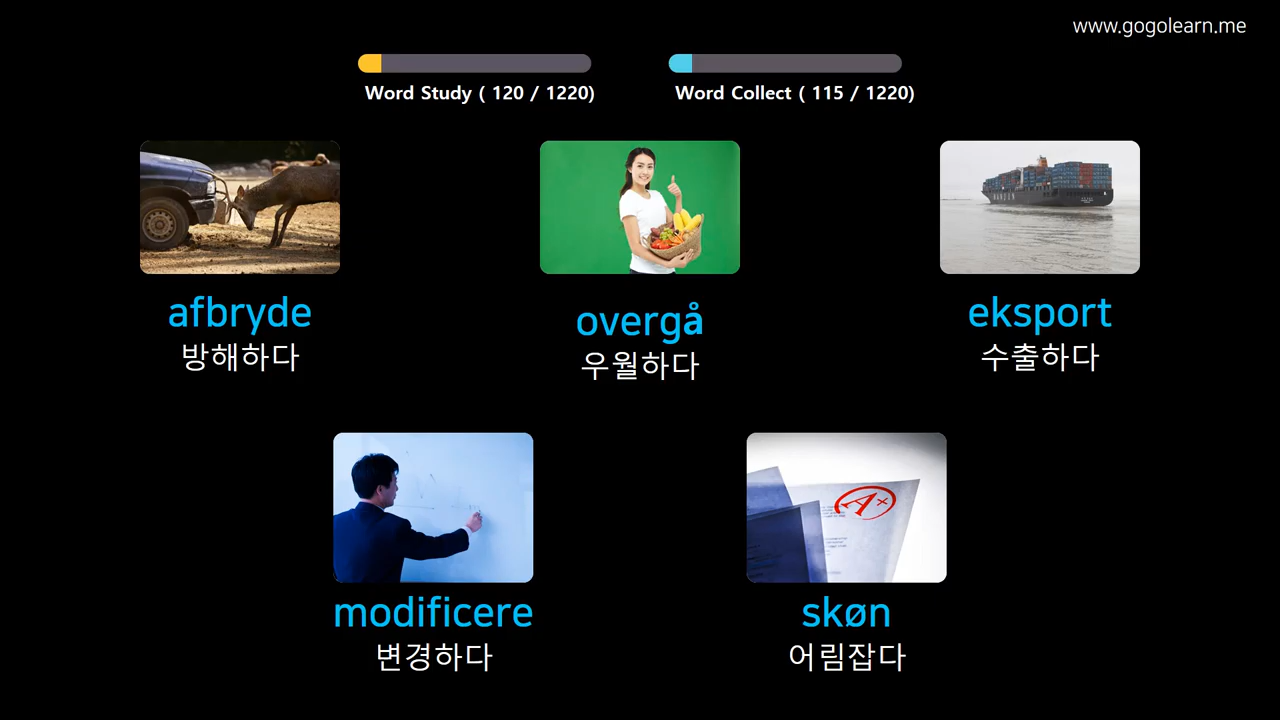 www.gogolearn.me
Word Study ( 120 / 1220)
Word Collect ( 115 / 1220)
afbryde
방해하다
overgå
우월하다
eksport
수출하다
modificere
변경하다
A+
skøn
어림잡다